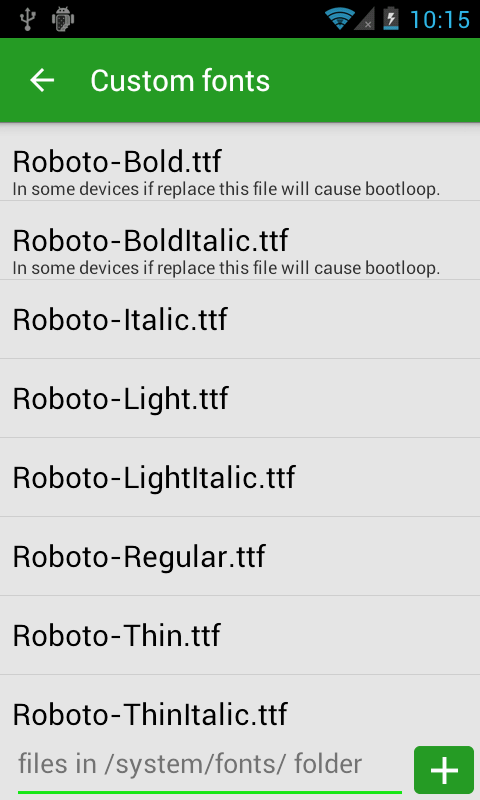 10:15
Custom fonts
Roboto-Bold.ttf
In some devices if replace this file will cause bootloop.
Roboto-BoldItalic.ttf
In some devices if replace this file will cause bootloop.
Roboto-Italic.ttf
Roboto-Light.ttf
Roboto-LightItalic.ttf
Roboto-Regular.ttf
Roboto-Thin.ttf
Roboto-ThinItalic.ttf
files in /system/fonts/ folder